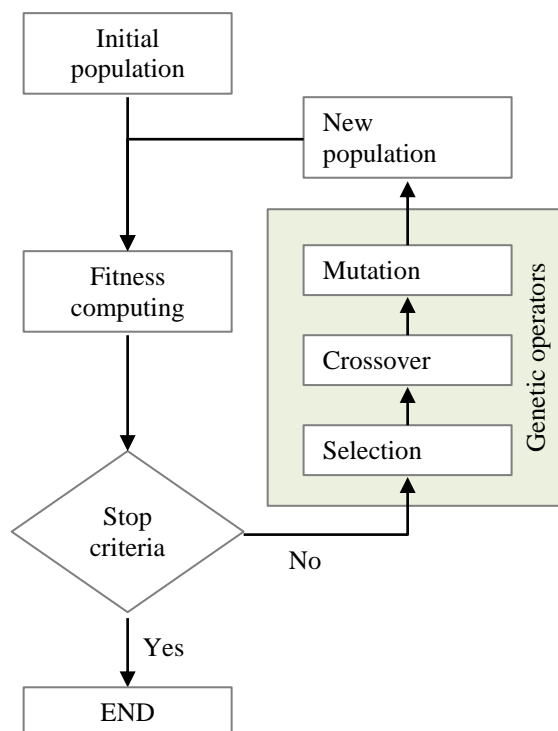 Initial
population
New
population
Fitness
computing
Mutation
Crossover
Selection
Genetic operators
Stop
criteria
No
Yes
END